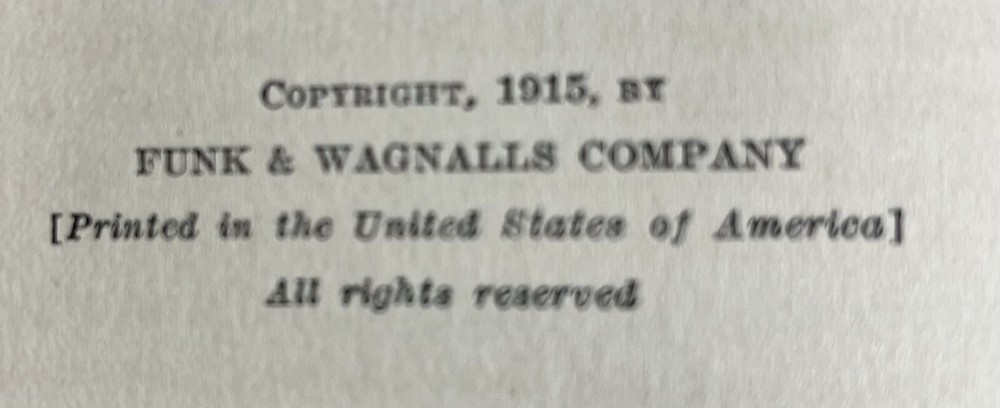 COPYRIGHT, 1915, BY
FUNK & WAGNALLS COMPANY
[Printed in the United States of America]
All rights reserved